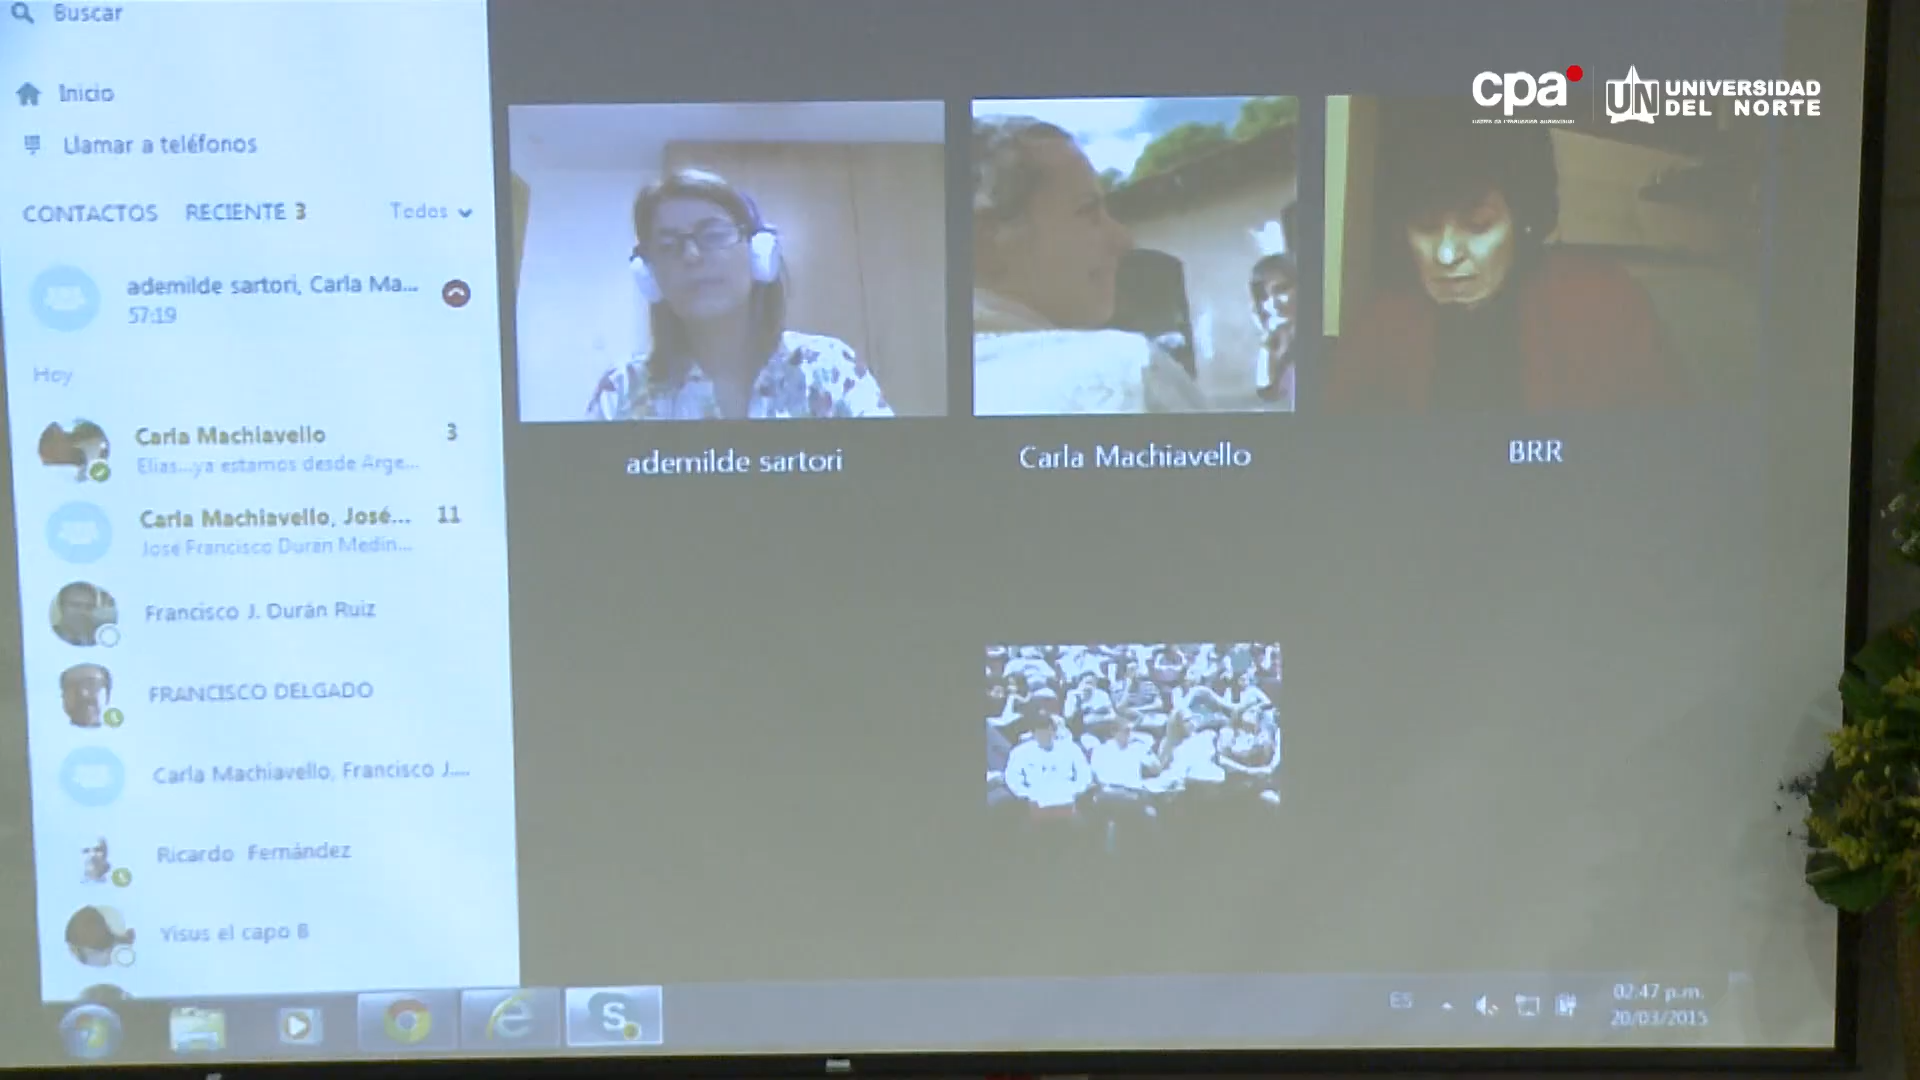 Buscar
Inicio
Llamar a teléfonos
CONTACTOS RECIENTE 3 Todos
ademilde sartori, Carla Ma...
57:19
Hoy
Carla Machiavello 3
Elias...ya estamos desde Arge...
Carla Machiavello, José... 11
José Francisco Durán Medin...
Francisco J. Durán Ruiz
FRANCISCO DELGADO
Carla Machiavello, Francisco J....
Ricardo Fernández
Yisus el capo B
ademilde sartori
Carla Machiavello
BRR
cpa
UN UNIVERSIDAD
DEL NORTE
ES
02:47 p.m.
20/03/2015